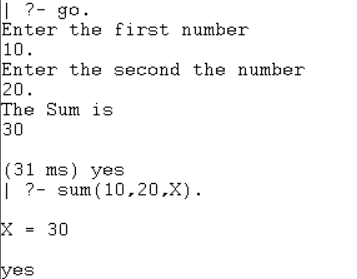 | ?- go.
Enter the first number
10.
Enter the second the number
20.
The Sum is
30
(31 ms) yes
| ?- sum(10,20,X).
X = 30
yes